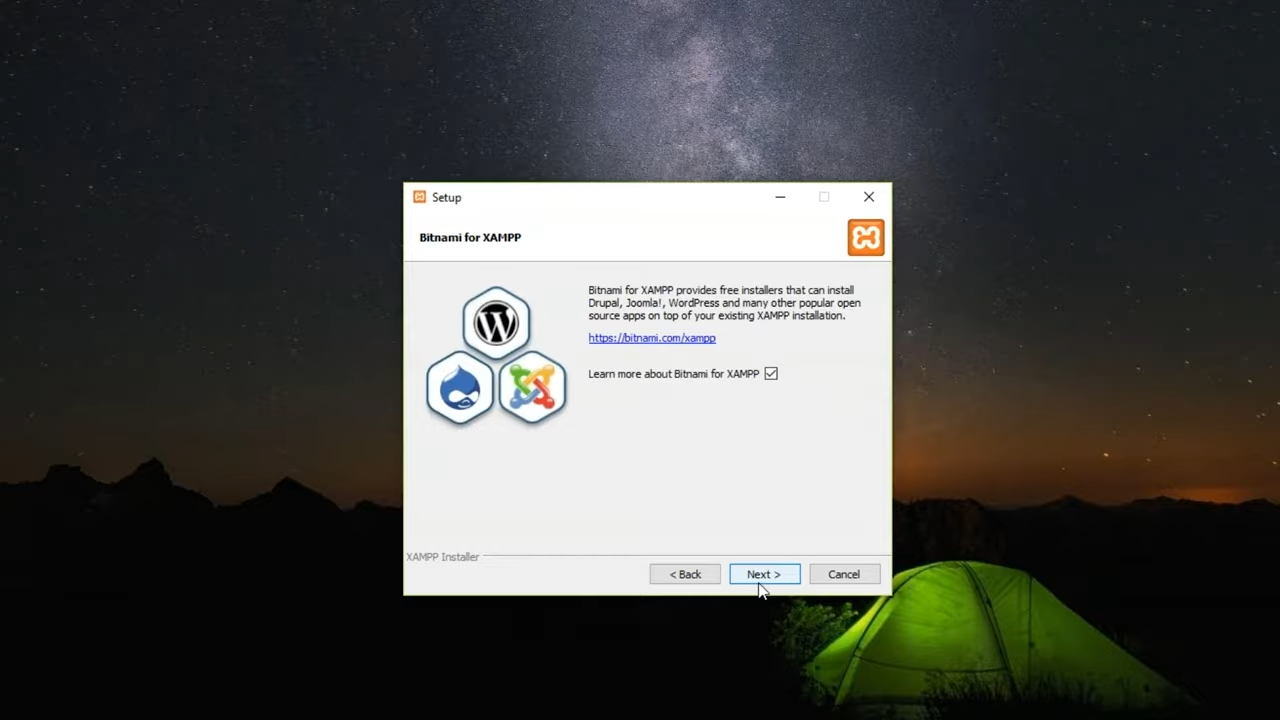 Setup
Bitnami for XAMPP
Bitnami for XAMPP provides free installers that can install
Drupal, Joomla!, WordPress and many other popular open
source apps on top of your existing XAMPP installation.
https://bitnami.com/xampp
Learn more about Bitnami for XAMPP
XAMPP Installer
< Back
Next >
Cancel